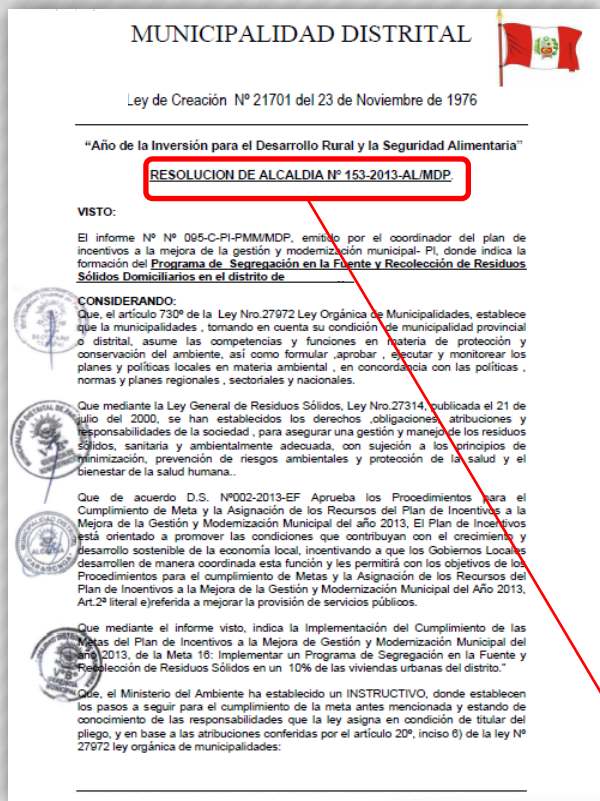 MUNICIPALIDAD DISTRITAL
Ley de Creación Nº 21701 del 23 de Noviembre de 1976
“Año de la Inversión para el Desarrollo Rural y la Seguridad Alimentaria”
RESOLUCION DE ALCALDIA Nº 153-2013-AL/MDP.
VISTO:
El informe Nº Nº 095-C-PI-PMM/MDP, emitido por el coordinador del plan de
incentivos a la mejora de la gestión y modernización municipal- PI, donde indica la
formación del Programa de Segregación en la Fuente y Recolección de Residuos
Sólidos Domiciliarios en el distrito de
CONSIDERANDO:
Que, el artículo 730º de la Ley Nro.27972 Ley Orgánica de Municipalidades, establece
que la municipalidades , tomando en cuenta su condición de municipalidad provincial
o distrital, asume las competencias y funciones en materia de protección y
conservación del ambiente, así como formular ,aprobar , ejecutar y monitorear los
planes y políticas locales en materia ambiental , en concordancia con las políticas ,
normas y planes regionales , sectoriales y nacionales.
Que mediante la Ley General de Residuos Sólidos, Ley Nro.27314, publicada el 21 de
julio del 2000, se han establecidos los derechos ,obligaciones, atribuciones y
responsabilidades de la sociedad , para asegurar una gestión y manejo de los residuos
sólidos, sanitaria y ambientalmente adecuada, con sujeción a los principios de
minimización, prevención de riesgos ambientales y protección de la salud y el
bienestar de la salud humana..
Que de acuerdo D.S. Nº002-2013-EF Aprueba los Procedimientos para el
Cumplimiento de Meta y la Asignación de los Recursos del Plan de Incentivos a la
Mejora de la Gestión y Modernización Municipal del año 2013, El Plan de Incentivos
está orientado a promover las condiciones que contribuyan con el crecimiento y
desarrollo sostenible de la economía local, incentivando a que los Gobiernos Locales
desarrollen de manera coordinada esta función y les permitirá con los objetivos de los
Procedimientos para el cumplimiento de Metas y la Asignación de los Recursos del
Plan de Incentivos a la Mejora de la Gestión y Modernización Municipal del Año 2013,
Art.2ª literal e)referida a mejorar la provisión de servicios públicos.
Que mediante el informe visto, indica la Implementación del Cumplimiento de las
Metas del Plan de Incentivos a la Mejora de Gestión y Modernización Municipal del
año 2013, de la Meta 16: Implementar un Programa de Segregación en la Fuente y
Recolección de Residuos Sólidos en un 10% de las viviendas urbanas del distrito.”
Que, el Ministerio del Ambiente ha establecido un INSTRUCTIVO, donde establecen
los pasos a seguir para el cumplimiento de la meta antes mencionada y estando de
conocimiento de las responsabilidades que la ley asigna en condición de titular del
pliego, y en base a las atribuciones conferidas por el artículo 20º, inciso 6) de la ley Nº
27972 ley orgánica de municipalidades: